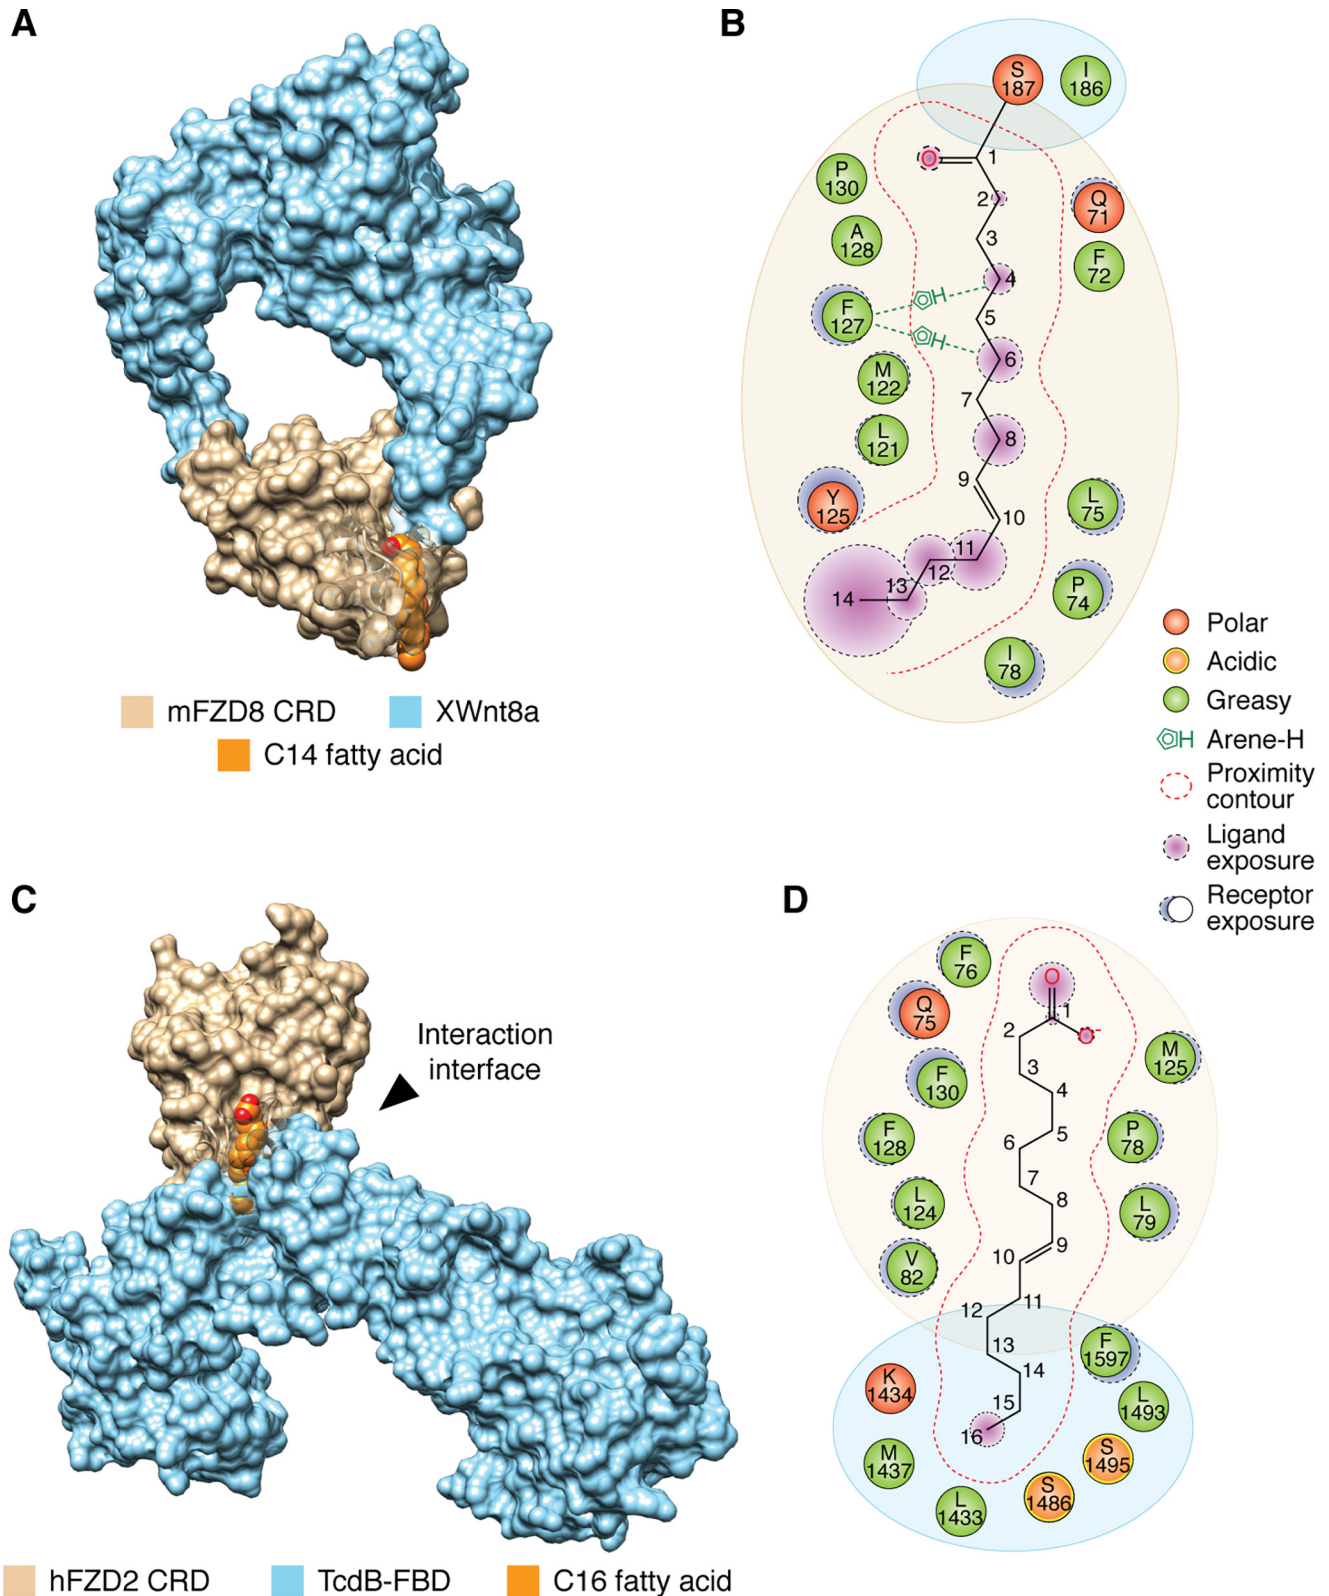 A
mFZD8 CRD
XWnt8a
C14 fatty acid
B
S
187
I
186
O
1
P
130
2
Q
71
A
128
3
F
72
4
H
F
127
5
H
6
M
122
7
L
121
8
9
Y
125
L
75
10
11
12
13
14
P
74
I
78
Polar
Acidic
Greasy
H Arene-H
Proximity
contour
Ligand
exposure
Receptor
exposure
C
Interaction
interface
hFZD2 CRD
TcdB-FBD
C16 fatty acid
D
F
76
O
Q
75
1
2
O-
M
125
3
F
130
4
5
F
128
P
78
6
7
8
L
124
L
79
9
10
V
82
11
12
13
F
1597
14
K
1434
L
1493
15
16
M
1437
S
1495
S
1486
L
1433